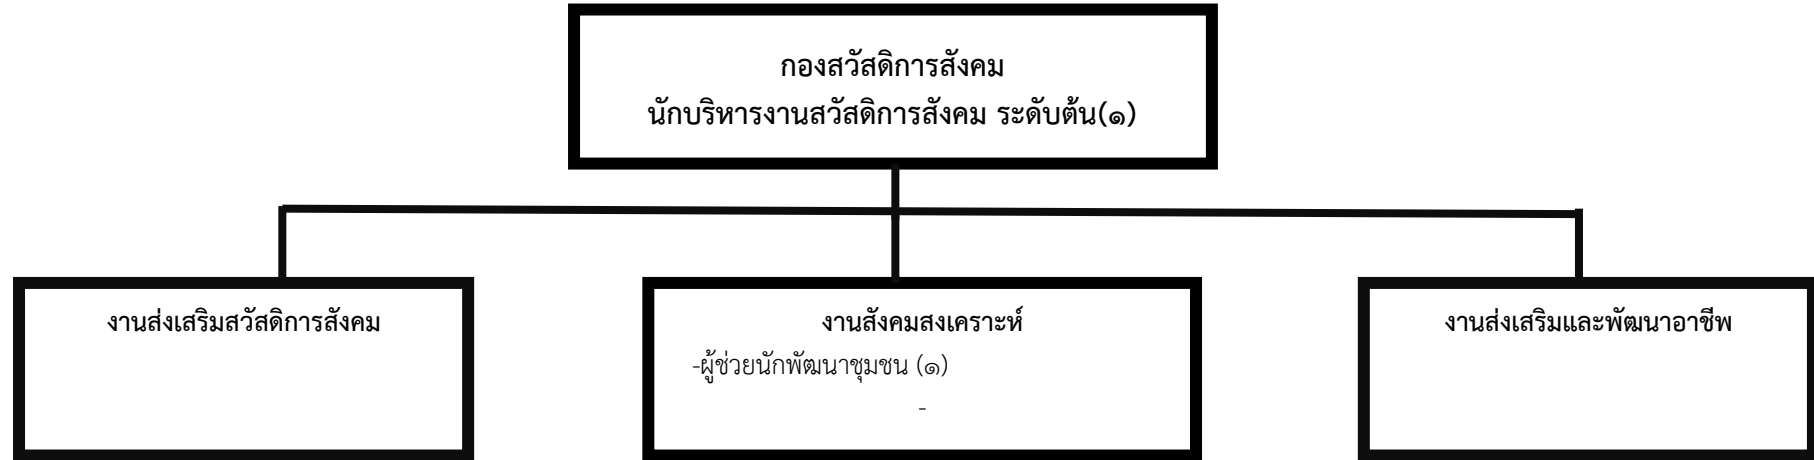 กองสวัสดิการสังคม
นักบริหารงานสวัสดิการสังคม ระดับต้น(๑)
งานส่งเสริมสวัสดิการสังคม
งานสังคมสงเคราะห์
-ผู้ช่วยนักพัฒนาชุมชน (๑)
-
งานส่งเสริมและพัฒนาอาชีพ